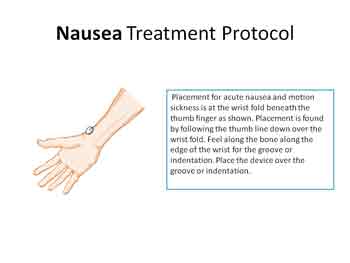 Nausea Treatment Protocol
Placement for acute nausea and motion
sickness is at the wrist fold beneath the
thumb finger as shown. Placement is found
by following the thumb line down over the
wrist fold. Feel along the bone along the
edge of the wrist for the groove or
indentation. Place the device over the
groove or indentation.